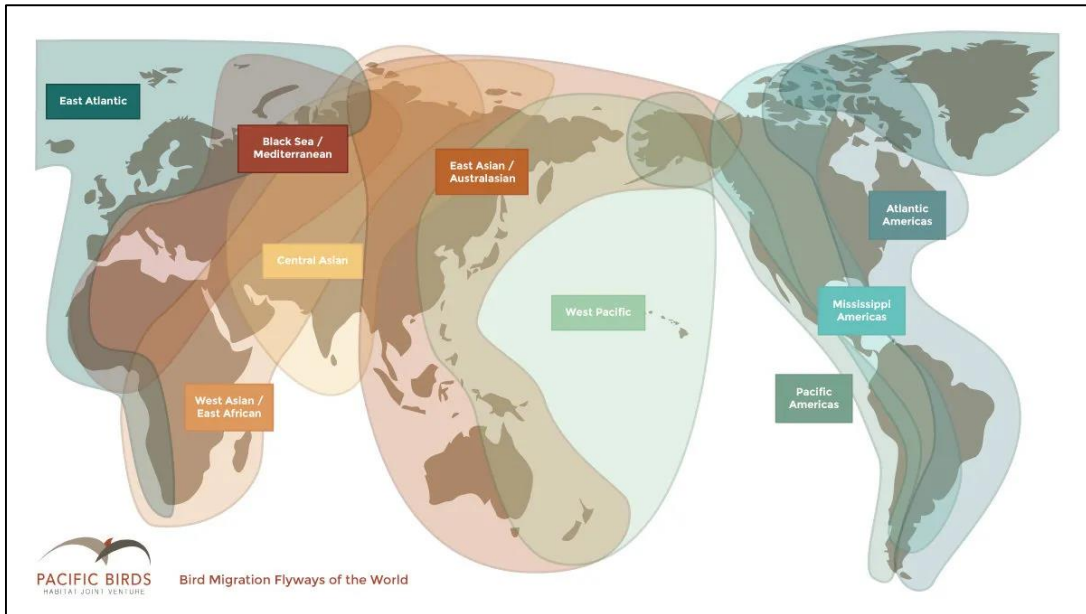 East Atlantic
Black Sea /
Mediterranean
East Asian /
Australasian
Central Asian
West Asian /
East African
West Pacific
Atlantic
Americas
Mississippi
Americas
Pacific
Americas
PACIFIC BIRDS
HABITAT JOINT VENTURE
Bird Migration Flyways of the World